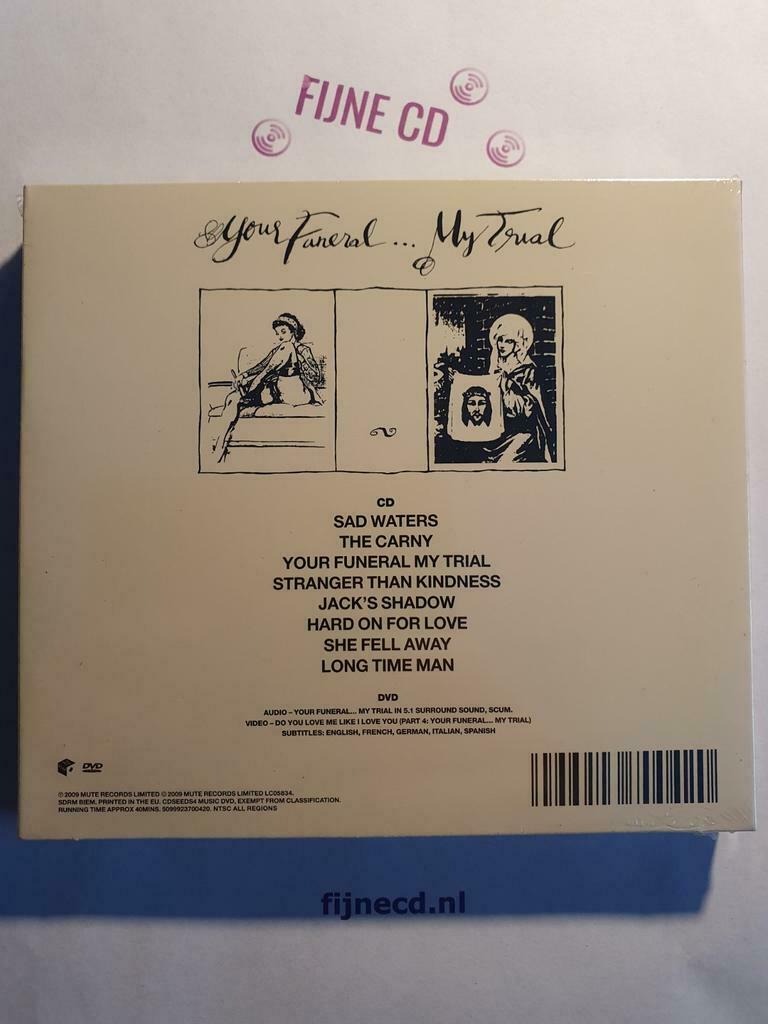 FIJNE CD
Your Funeral ... My Trial
CD
SAD WATERS
THE CARNY
YOUR FUNERAL MY TRIAL
STRANGER THAN KINDNESS
JACK'S SHADOW
HARD ON FOR LOVE
SHE FELL AWAY
LONG TIME MAN
DVD
AUDIO – YOUR FUNERAL... MY TRIAL IN 5.1 SURROUND SOUND, SCUM.
VIDEO – DO YOU LOVE ME LIKE I LOVE YOU (PART 4: YOUR FUNERAL... MY TRIAL)
SUBTITLES: ENGLISH, FRENCH, GERMAN, ITALIAN, SPANISH
DVD
℗ 2009 MUTE RECORDS LIMITED © 2009 MUTE RECORDS LIMITED LC05834.
SDRM BIEM. PRINTED IN THE EU. CDSEEDS4 MUSIC DVD, EXEMPT FROM CLASSIFICATION.
RUNNING TIME APPROX 40MINS. 5099923700420. NTSC ALL REGIONS
fijnecd.nl